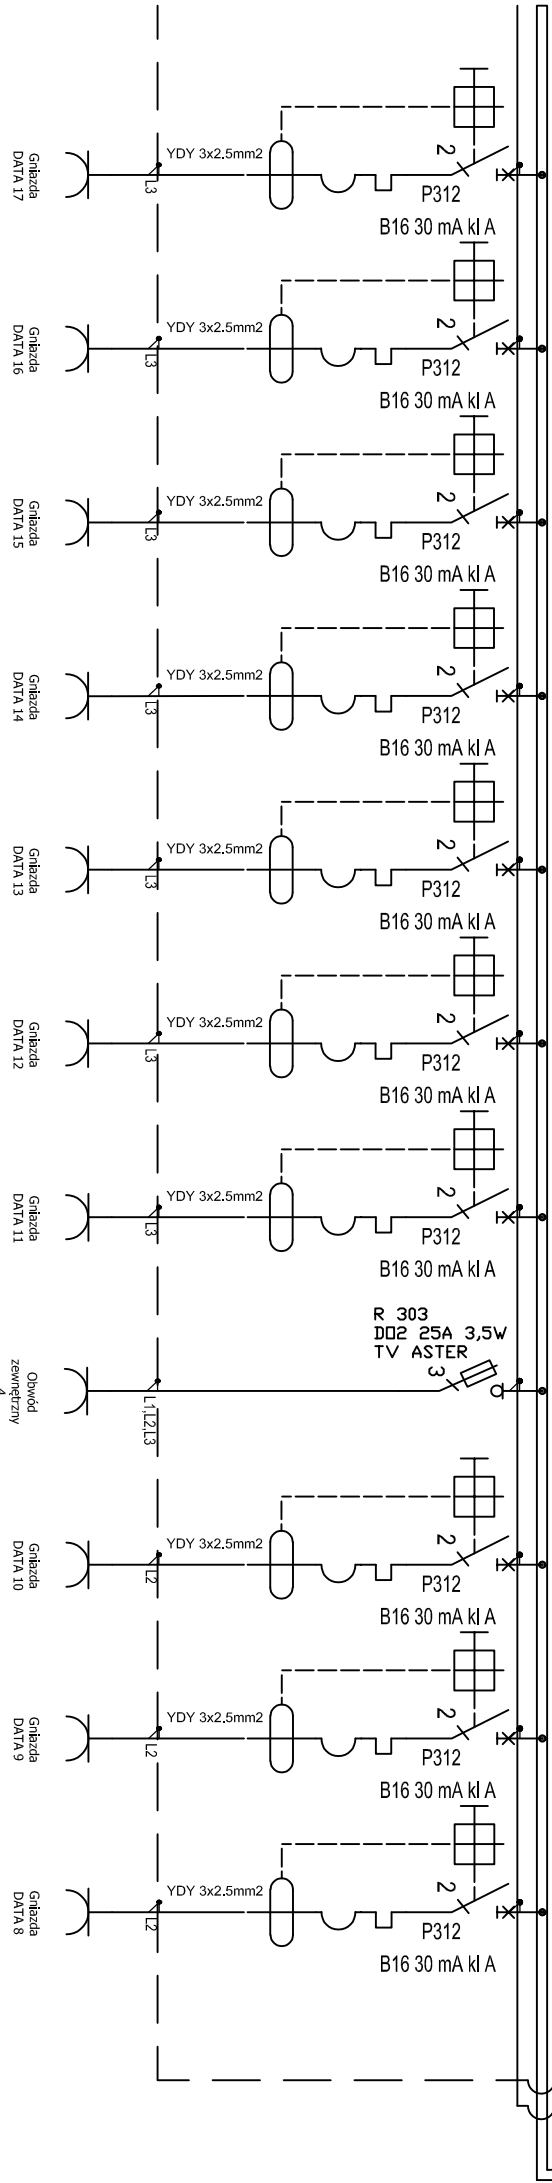 YDY 3x2.5mm2
2
L3
P312
Gniazda
DATA 17
B16 30 mA kl A
YDY 3x2.5mm2
2
L3
P312
Gniazda
DATA 16
B16 30 mA kl A
YDY 3x2.5mm2
2
L3
P312
Gniazda
DATA 15
B16 30 mA kl A
YDY 3x2.5mm2
2
L3
P312
Gniazda
DATA 14
B16 30 mA kl A
YDY 3x2.5mm2
2
L3
P312
Gniazda
DATA 13
B16 30 mA kl A
YDY 3x2.5mm2
2
L3
P312
Gniazda
DATA 12
B16 30 mA kl A
YDY 3x2.5mm2
2
L3
P312
Gniazda
DATA 11
B16 30 mA kl A
R 303
D02 25A 3,5W
TV ASTER
3
L1,L2,L3
Obwód
zewnętrzny
YDY 3x2.5mm2
2
L2
P312
Gniazda
DATA 10
B16 30 mA kl A
YDY 3x2.5mm2
2
L2
P312
Gniazda
DATA 9
B16 30 mA kl A
YDY 3x2.5mm2
2
L2
P312
Gniazda
DATA 8
B16 30 mA kl A